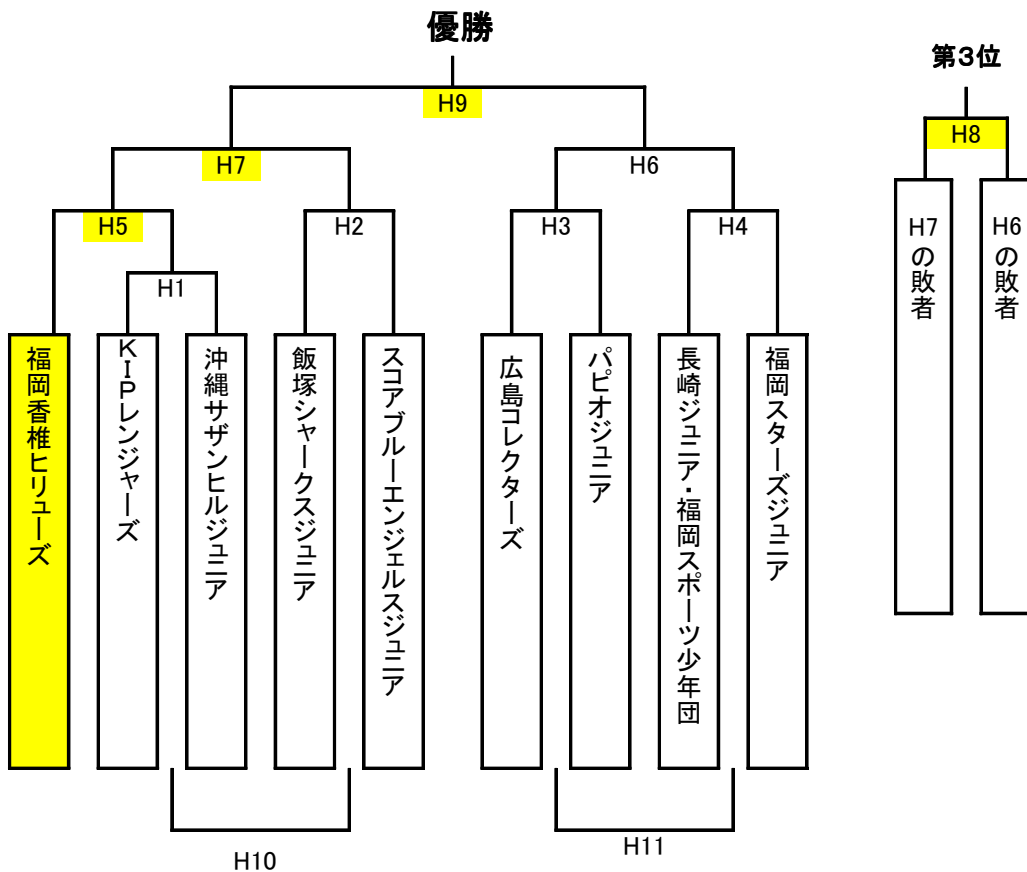 優勝
第3位
H9
H8
H7
H6
H5
H2
H3
H4
H1
福岡香椎ヒリューズ
KIPレンジャーズ
沖縄サザンヒルジュニア
飯塚シャークスジュニア
スコアブルーエンジェルスジュニア
広島コレクターズ
パピオジュニア
長崎ジュニア・福岡スポーツ少年団
福岡スターズジュニア
H7の敗者
H6の敗者
H10
H11